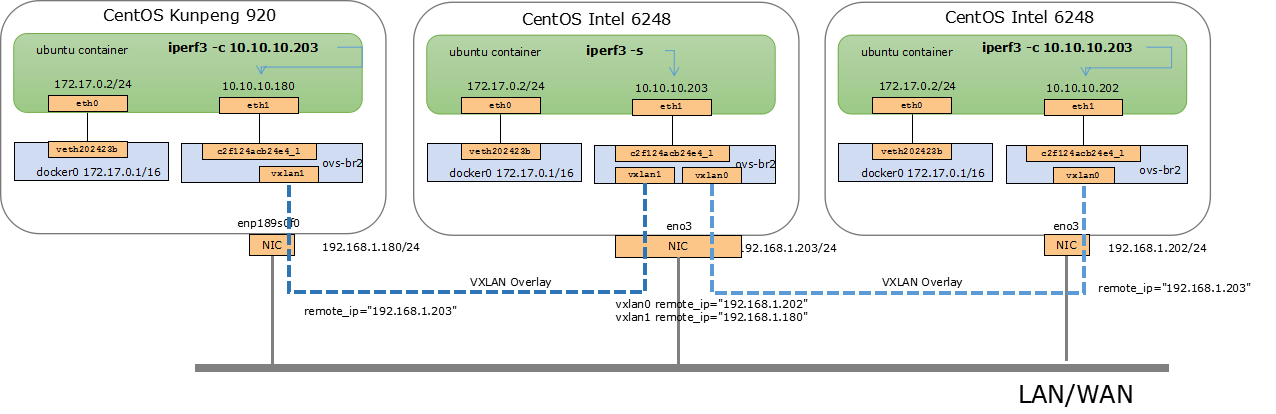 CentOS Kunpeng 920
ubuntu container
iperf3 -c 10.10.10.203
172.17.0.2/24
10.10.10.180
eth0
eth1
veth202423b
c2f124acb24e4_l
ovs-br2
docker0 172.17.0.1/16
vxlan1
enp189s0f0
NIC
192.168.1.180/24
CentOS Intel 6248
ubuntu container
iperf3 -s
172.17.0.2/24
10.10.10.203
eth0
eth1
veth202423b
c2f124acb24e4_l
ovs-br2
docker0 172.17.0.1/16
vxlan1
vxlan0
eno3
NIC
192.168.1.203/24
CentOS Intel 6248
ubuntu container
iperf3 -c 10.10.10.203
172.17.0.2/24
10.10.10.202
eth0
eth1
veth202423b
c2f124acb24e4_l
ovs-br2
docker0 172.17.0.1/16
vxlan0
eno3
NIC
192.168.1.202/24
VXLAN Overlay
remote_ip="192.168.1.203"
vxlan0 remote_ip="192.168.1.202"
vxlan1 remote_ip="192.168.1.180"
VXLAN Overlay
remote_ip="192.168.1.203"
LAN/WAN